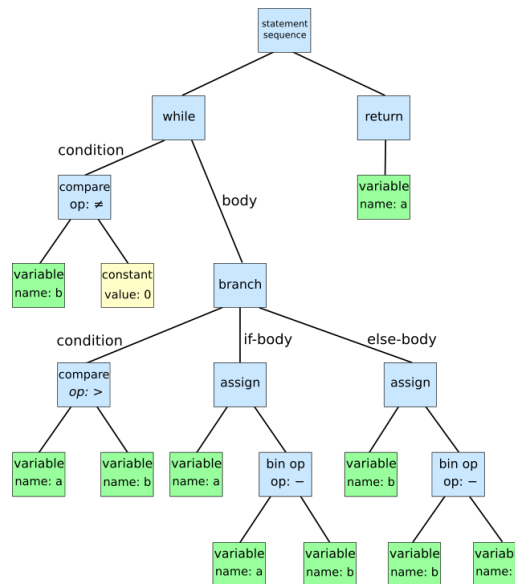 statement
sequence
while
return
condition
body
compare
op: ≠
variable
name: a
variable
name: b
constant
value: 0
branch
condition
if-body
else-body
compare
op: >
assign
assign
variable
name: a
variable
name: b
variable
name: a
bin op
op: −
variable
name: b
bin op
op: −
variable
name: a
variable
name: b
variable
name: b
variable
name: